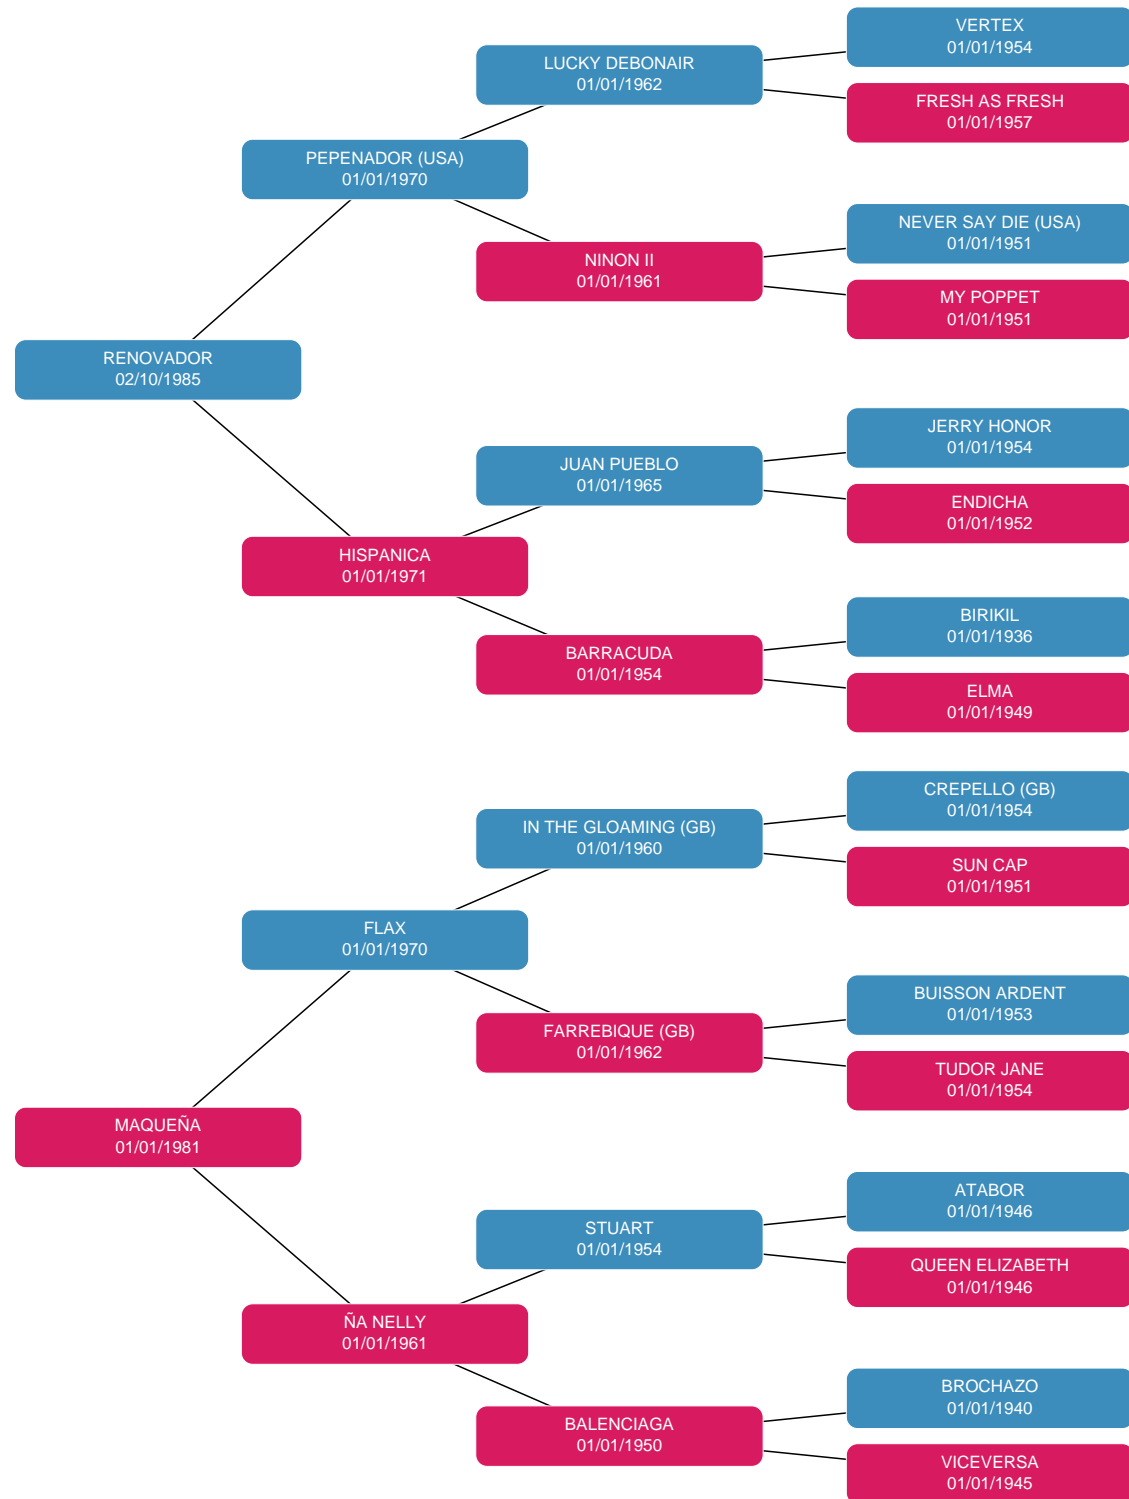 VERTEX
01/01/1954
LUCKY DEBONAIR
01/01/1962
FRESH AS FRESH
01/01/1957
PEPENADOR (USA)
01/01/1970
NEVER SAY DIE (USA)
01/01/1951
NINON II
01/01/1961
MY POPPET
01/01/1951
RENOVADOR
02/10/1985
JERRY HONOR
01/01/1954
JUAN PUEBLO
01/01/1965
ENDICHA
01/01/1952
HISPANICA
01/01/1971
BIRIKIL
01/01/1936
BARRACUDA
01/01/1954
ELMA
01/01/1949
CREPELLO (GB)
01/01/1954
IN THE GLOAMING (GB)
01/01/1960
SUN CAP
01/01/1951
FLAX
01/01/1970
BUISSON ARDENT
01/01/1953
FARREBIQUE (GB)
01/01/1962
TUDOR JANE
01/01/1954
MAQUEÑA
01/01/1981
ATABOR
01/01/1946
STUART
01/01/1954
QUEEN ELIZABETH
01/01/1946
ÑA NELLY
01/01/1961
BROCHAZO
01/01/1940
BALENCIAGA
01/01/1950
VICEVERSA
01/01/1945